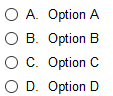 A. Option A
B. Option B
C. Option C
D. Option D